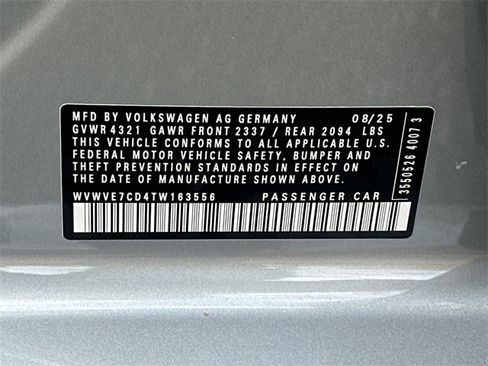 MFD BY VOLKSWAGEN AG GERMANY 08/25
GVWR 4321 GAWR FRONT 2337 / REAR 2094 LBS
THIS VEHICLE CONFORMS TO ALL APPLICABLE U.S.
FEDERAL MOTOR VEHICLE SAFETY, BUMPER AND
THEFT PREVENTION STANDARDS IN EFFECT ON
THE DATE OF MANUFACTURE SHOWN ABOVE.
WVWVE7CD4TW163556 PASSENGER CAR
3550526 4007 3